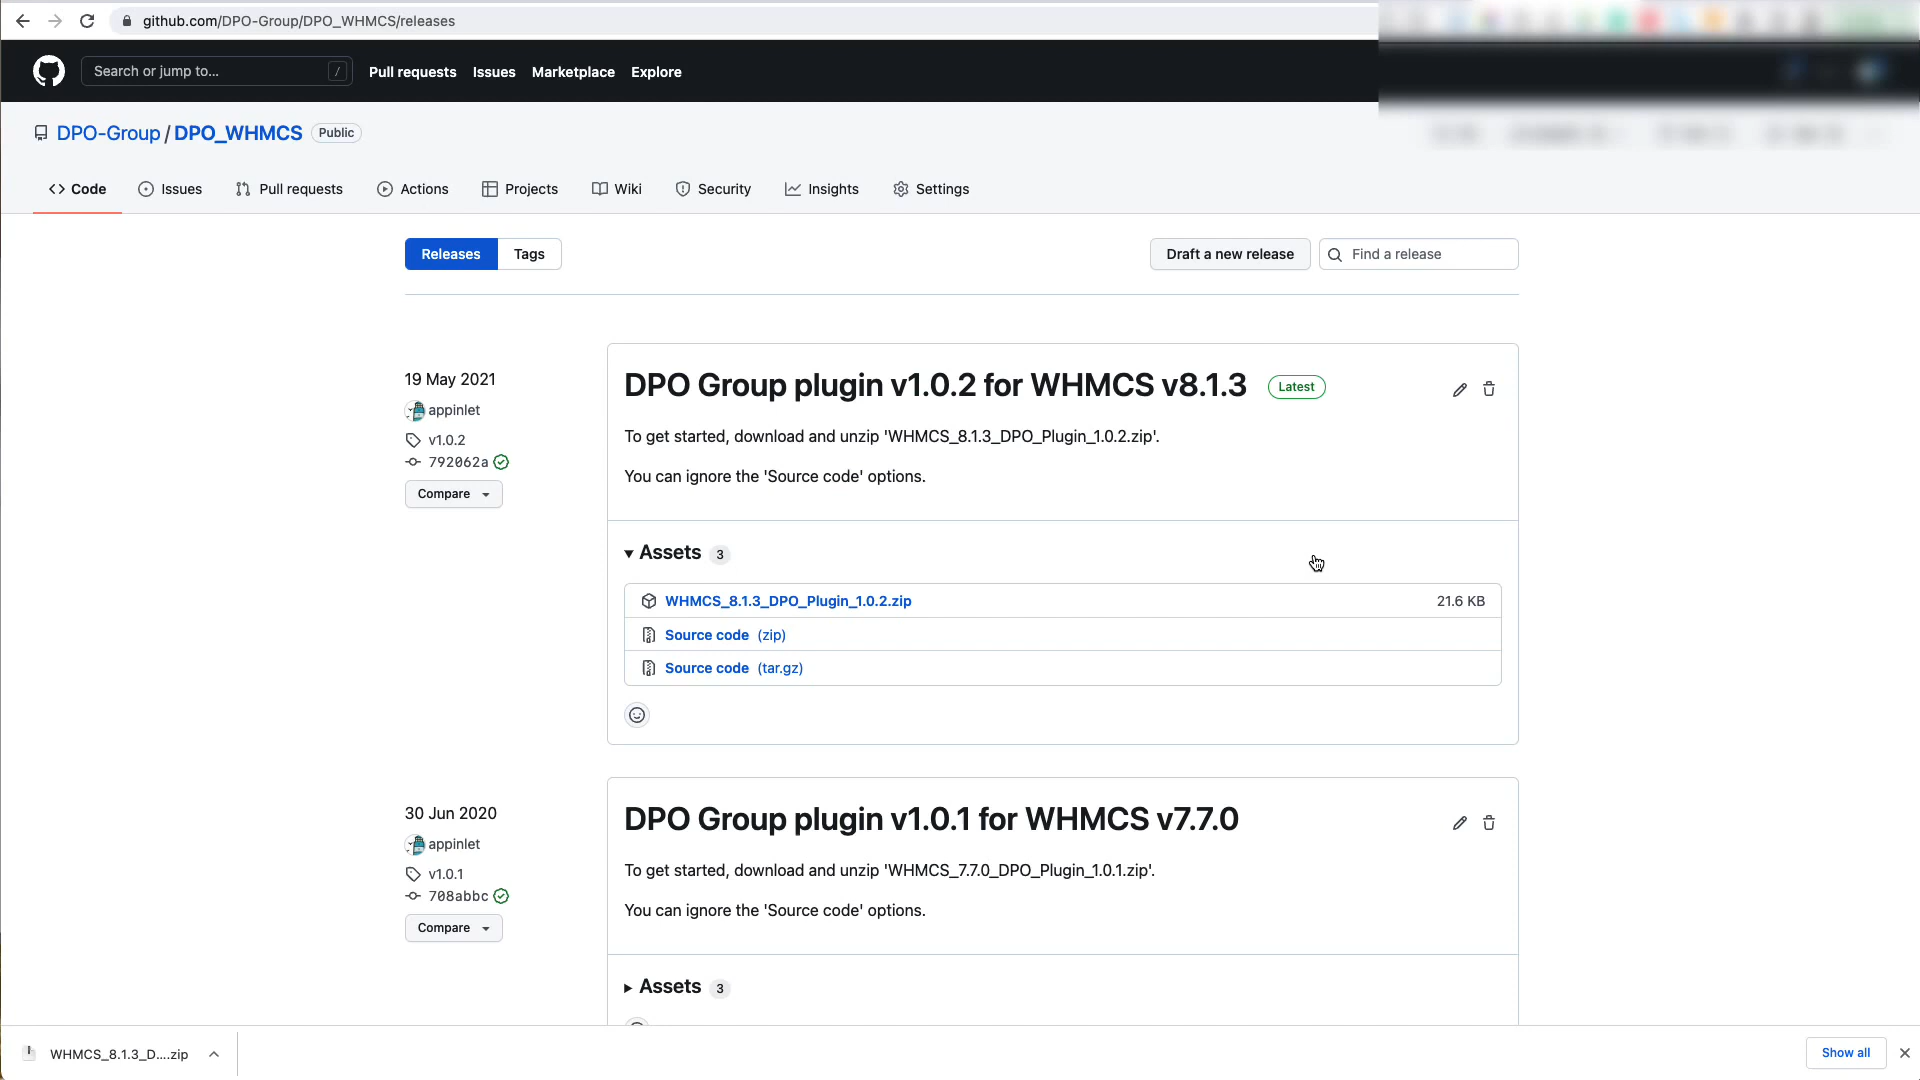 github.com/DPO-Group/DPO_WHMCS/releases
Search or jump to... /
Pull requests Issues Marketplace Explore
DPO-Group / DPO_WHMCS Public
Code Issues Pull requests Actions Projects Wiki Security Insights Settings
Releases Tags
Draft a new release
Find a release
19 May 2021
appinlet
v1.0.2
792062a
Compare
DPO Group plugin v1.0.2 for WHMCS v8.1.3 Latest
To get started, download and unzip 'WHMCS_8.1.3_DPO_Plugin_1.0.2.zip'.
You can ignore the 'Source code' options.
Assets 3
WHMCS_8.1.3_DPO_Plugin_1.0.2.zip 21.6 KB
Source code (zip)
Source code (tar.gz)
30 Jun 2020
appinlet
v1.0.1
708abbc
Compare
DPO Group plugin v1.0.1 for WHMCS v7.7.0
To get started, download and unzip 'WHMCS_7.7.0_DPO_Plugin_1.0.1.zip'.
You can ignore the 'Source code' options.
Assets 3
WHMCS_8.1.3_D....zip
Show all